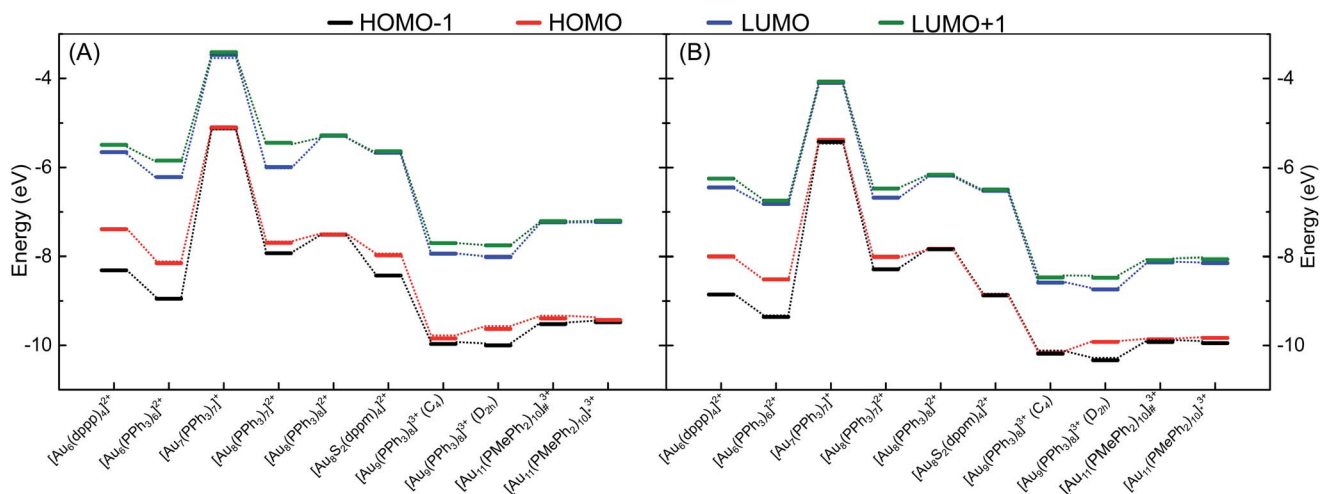 HOMO-1 HOMO LUMO LUMO+1
(A) (B)
Energy (eV)
-4
-6
-8
-10
[Au6(dppp)4]2+
[Au6(PPh3)8]2+
[Au7(PPh3)7]+
[Au8(PPh3)7]2+
[Au8(PPh3)8]2+
[Au8S2(dppm)4]2+
[Au9(PPh3)8]3+ (C4)
[Au9(PPh3)8]3+ (D2h)
[Au11(PMePh2)10]#3+
[Au11(PMePh2)10]3+
[Au6(dppp)4]2+
[Au6(PPh3)8]2+
[Au7(PPh3)7]+
[Au8(PPh3)7]2+
[Au8(PPh3)8]2+
[Au8S2(dppm)4]2+
[Au9(PPh3)8]3+ (C4)
[Au9(PPh3)8]3+ (D2h)
[Au11(PMePh2)10]#3+
[Au11(PMePh2)10]3+
-4
-6
-8
-10
Energy (eV)